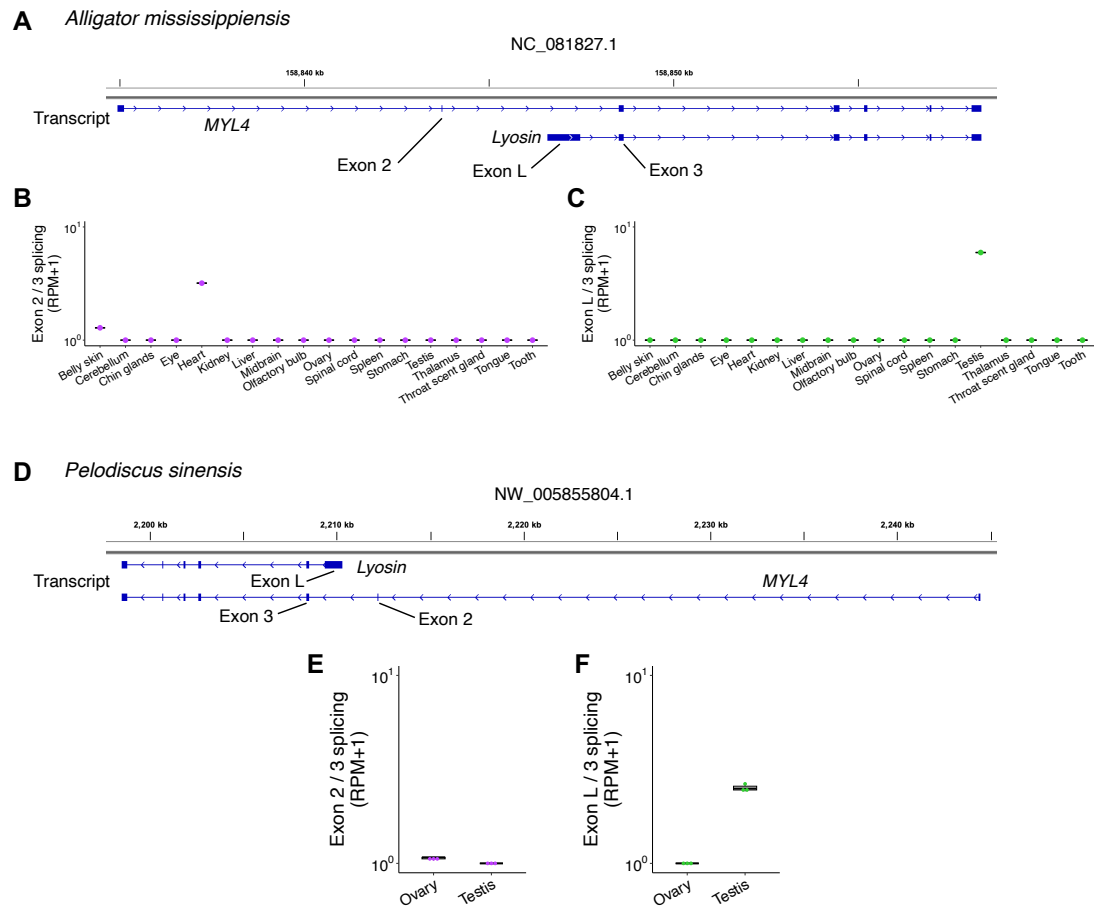 A Alligator mississippiensis
NC_081827.1
158,840 kb 158,850 kb
Transcript
MYL4
Lyosin
Exon 2
Exon L
Exon 3
B
Exon 2 / 3 splicing
(RPM+1)
10¹
10⁰
Belly skin
Cerebellum
Chin glands
Eye
Heart
Kidney
Liver
Midbrain
Olfactory bulb
Ovary
Spinal cord
Spleen
Stomach
Testis
Thalamus
Throat scent gland
Tongue
Tooth
C
Exon L / 3 splicing
(RPM+1)
10¹
10⁰
Belly skin
Cerebellum
Chin glands
Eye
Heart
Kidney
Liver
Midbrain
Olfactory bulb
Ovary
Spinal cord
Spleen
Stomach
Testis
Thalamus
Throat scent gland
Tongue
Tooth
D Pelodiscus sinensis
NW_005855804.1
2,200 kb 2,210 kb 2,220 kb 2,230 kb 2,240 kb
Transcript
Exon L
Lyosin
MYL4
Exon 3
Exon 2
E
Exon 2 / 3 splicing
(RPM+1)
10¹
10⁰
Ovary
Testis
F
Exon L / 3 splicing
(RPM+1)
10¹
10⁰
Ovary
Testis